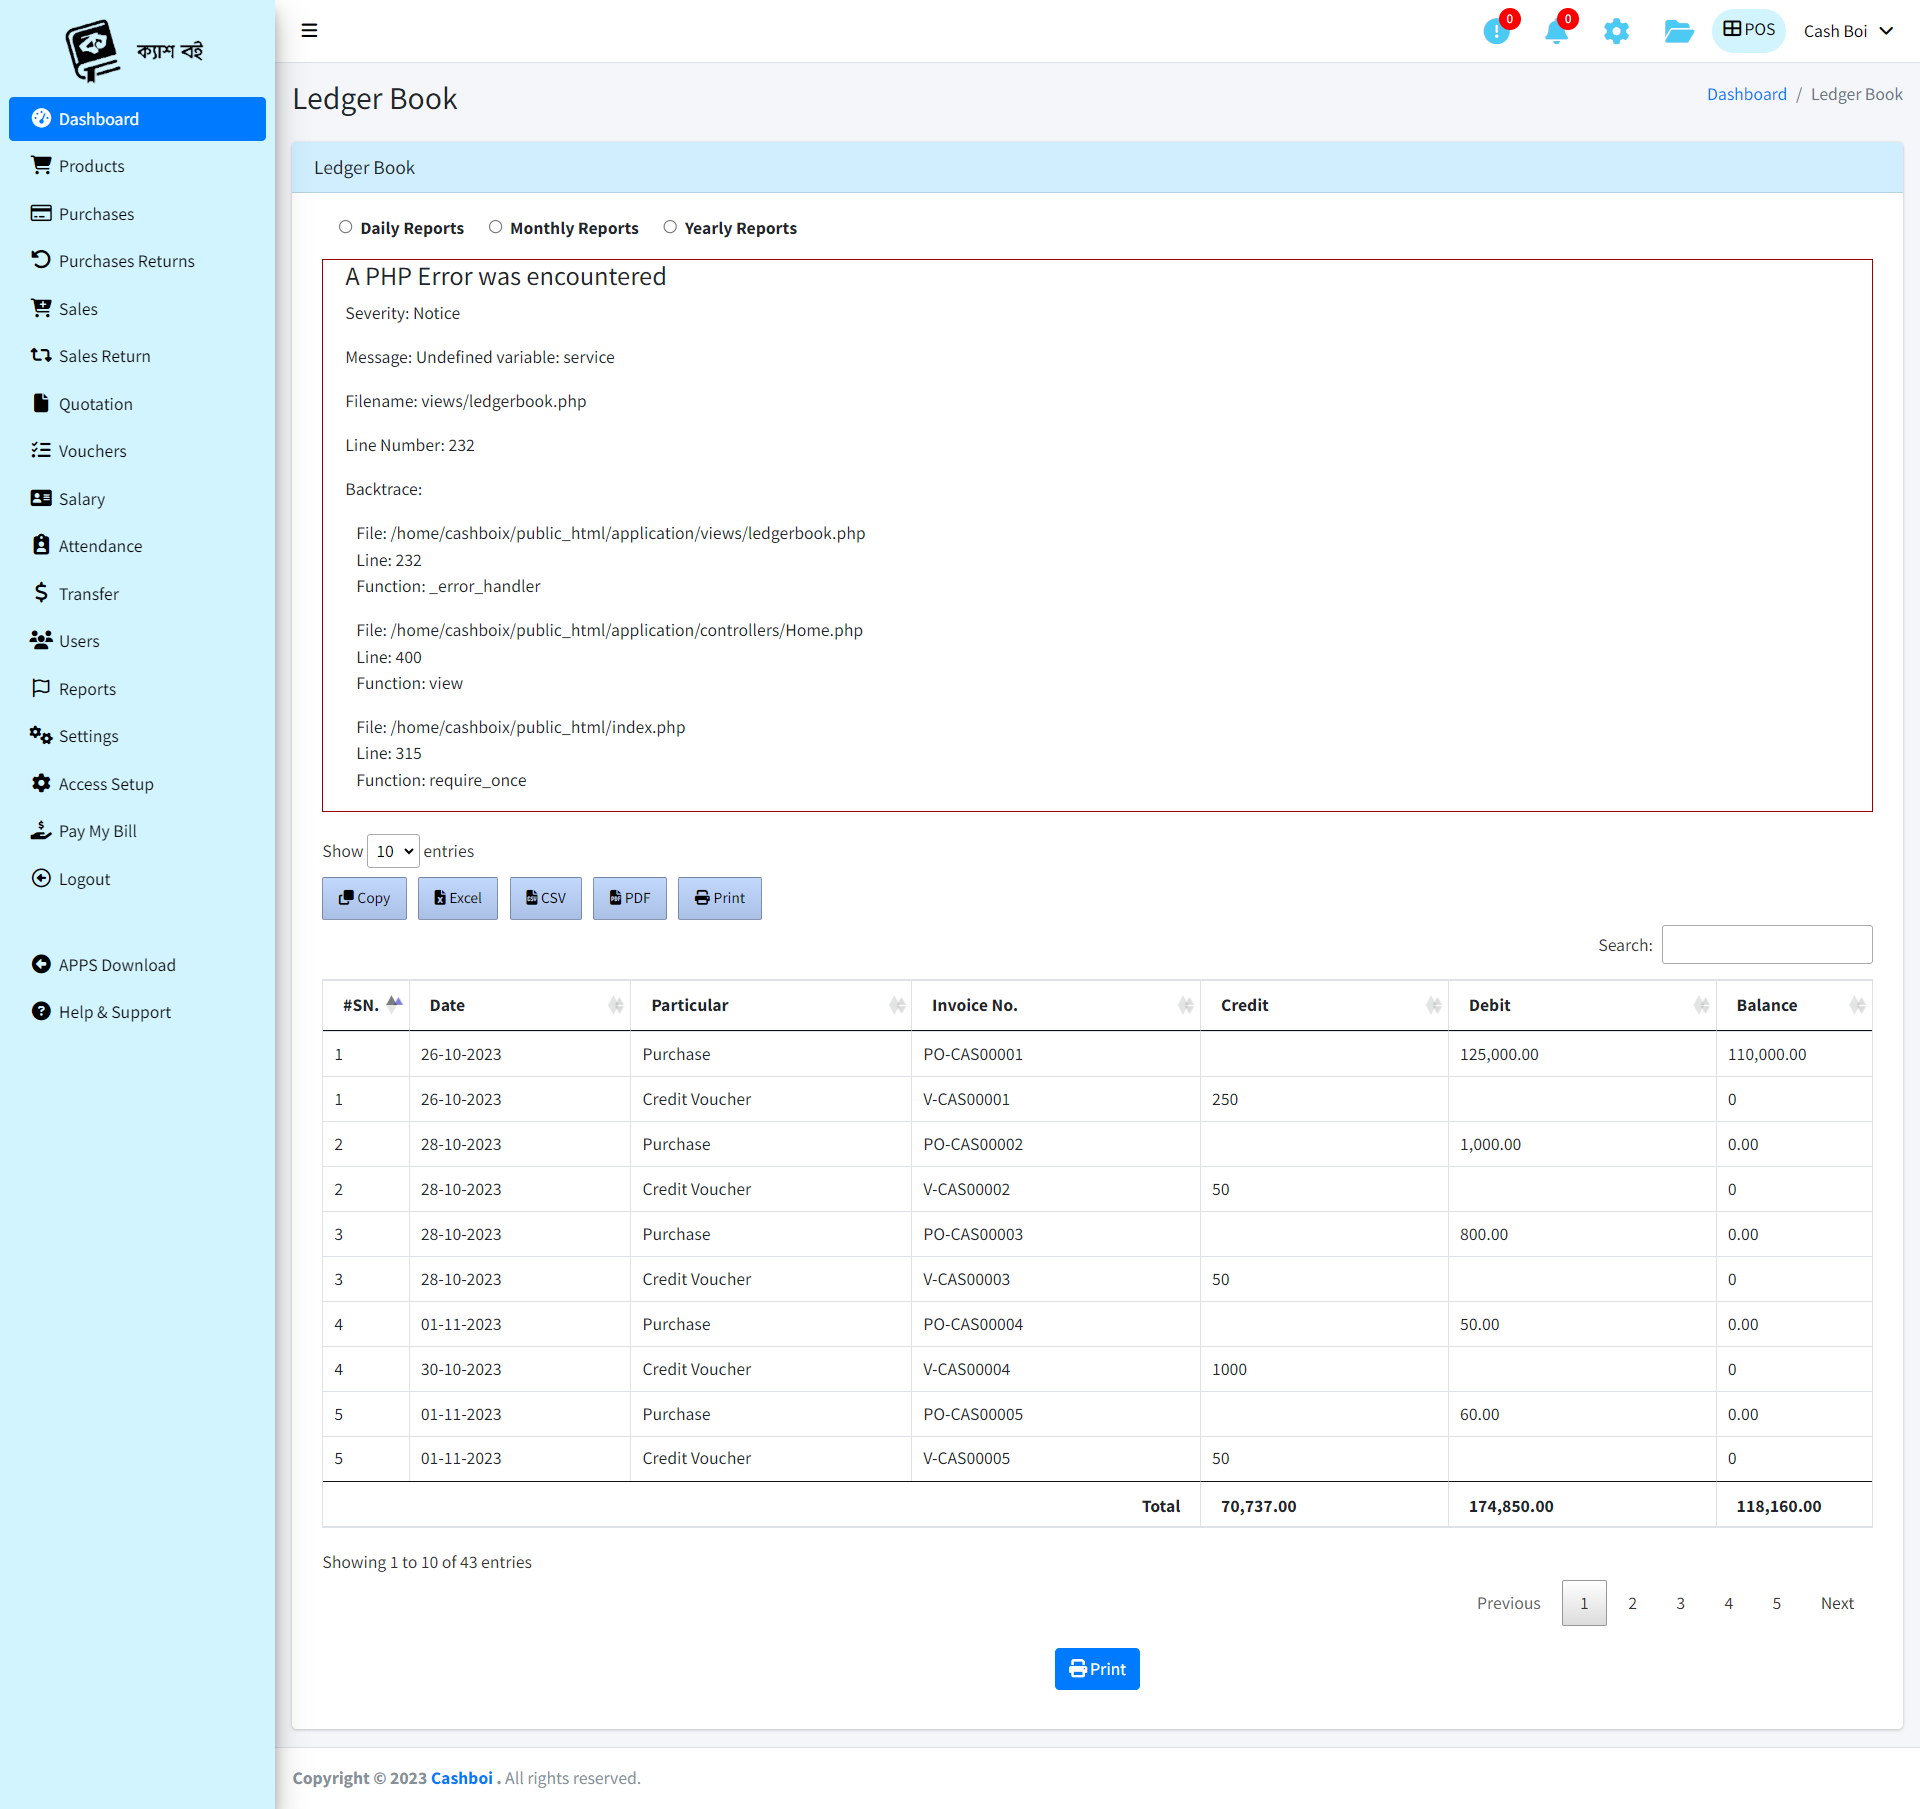 ক্যাশ বই
0
0
POS
Cash Boi
Dashboard
Products
Purchases
Purchases Returns
Sales
Sales Return
Quotation
Vouchers
Salary
Attendance
Transfer
Users
Reports
Settings
Access Setup
Pay My Bill
Logout
APPS Download
Help & Support
Ledger Book
Dashboard / Ledger Book
Ledger Book
Daily Reports Monthly Reports Yearly Reports
A PHP Error was encountered
Severity: Notice
Message: Undefined variable: service
Filename: views/ledgerbook.php
Line Number: 232
Backtrace:
File: /home/cashboix/public_html/application/views/ledgerbook.php
Line: 232
Function: _error_handler
File: /home/cashboix/public_html/application/controllers/Home.php
Line: 400
Function: view
File: /home/cashboix/public_html/index.php
Line: 315
Function: require_once
Show 10 entries
Copy Excel CSV PDF Print
Search:
#SN. Date Particular Invoice No. Credit Debit Balance
1 26-10-2023 Purchase PO-CAS00001 125,000.00 110,000.00
1 26-10-2023 Credit Voucher V-CAS00001 250 0
2 28-10-2023 Purchase PO-CAS00002 1,000.00 0.00
2 28-10-2023 Credit Voucher V-CAS00002 50 0
3 28-10-2023 Purchase PO-CAS00003 800.00 0.00
3 28-10-2023 Credit Voucher V-CAS00003 50 0
4 01-11-2023 Purchase PO-CAS00004 50.00 0.00
4 30-10-2023 Credit Voucher V-CAS00004 1000 0
5 01-11-2023 Purchase PO-CAS00005 60.00 0.00
5 01-11-2023 Credit Voucher V-CAS00005 50 0
Total 70,737.00 174,850.00 118,160.00
Showing 1 to 10 of 43 entries
Previous 1 2 3 4 5 Next
Print
Copyright © 2023 Cashboi . All rights reserved.